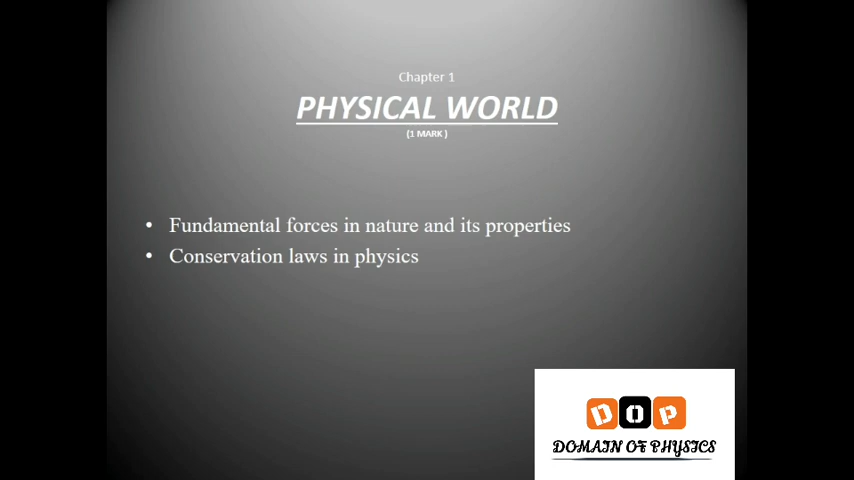 Chapter 1
PHYSICAL WORLD
(1 MARK )
• Fundamental forces in nature and its properties
• Conservation laws in physics
DOP
DOMAIN OF PHYSICS